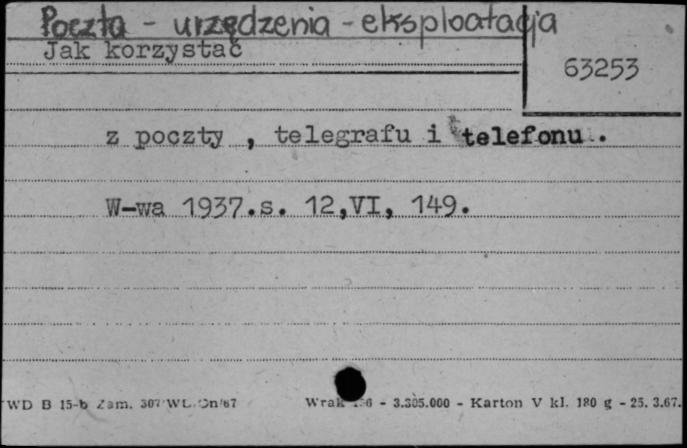 Poczta - urządzenia - eksploatacja
Jak korzystać
63253
z poczty , telegrafu i telefonu.
W-wa 1937.s. 12,VI, 149.
WD B 15-b Zam. 307
Wrak - 3.305.000 - Karton V kl. 180 g - 25. 3.67.